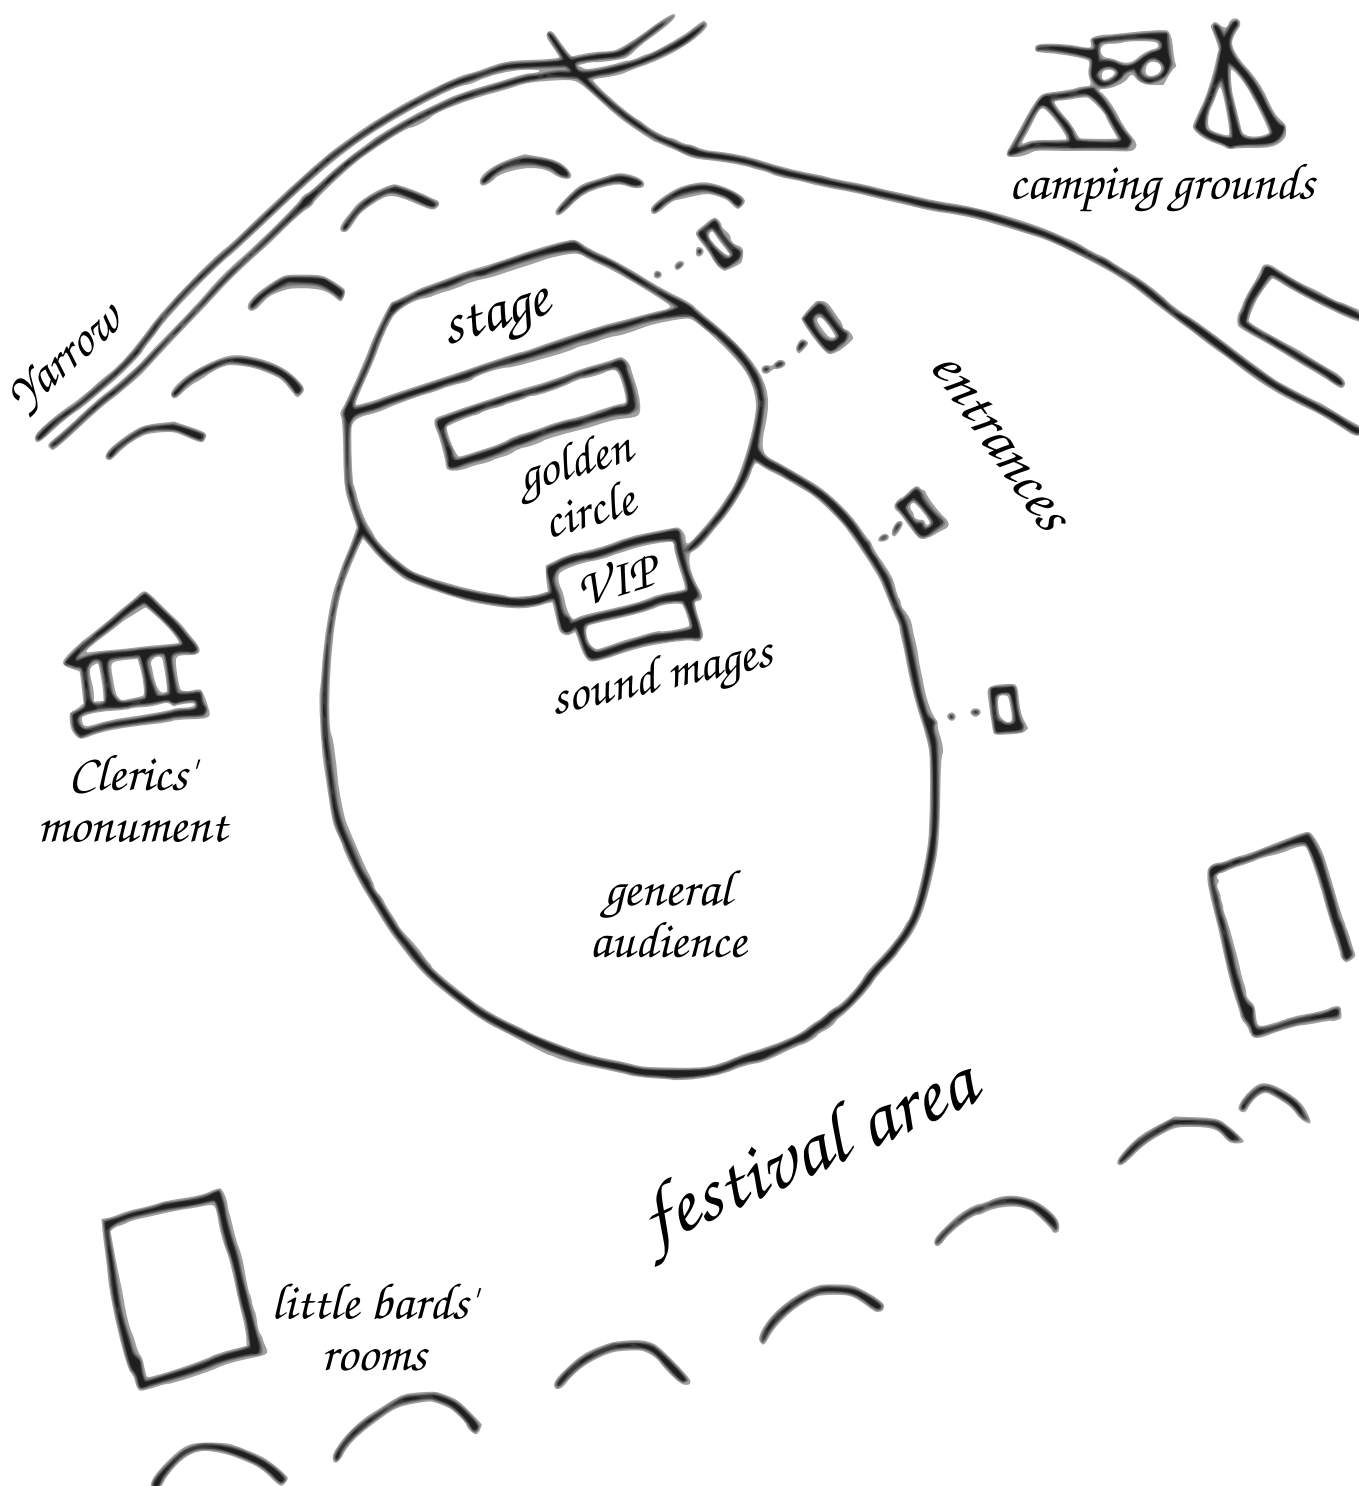 camping grounds
Yarrow
stage
entrances
golden
circle
VIP
sound mages
Clerics'
monument
general
audience
festival area
little bards'
rooms